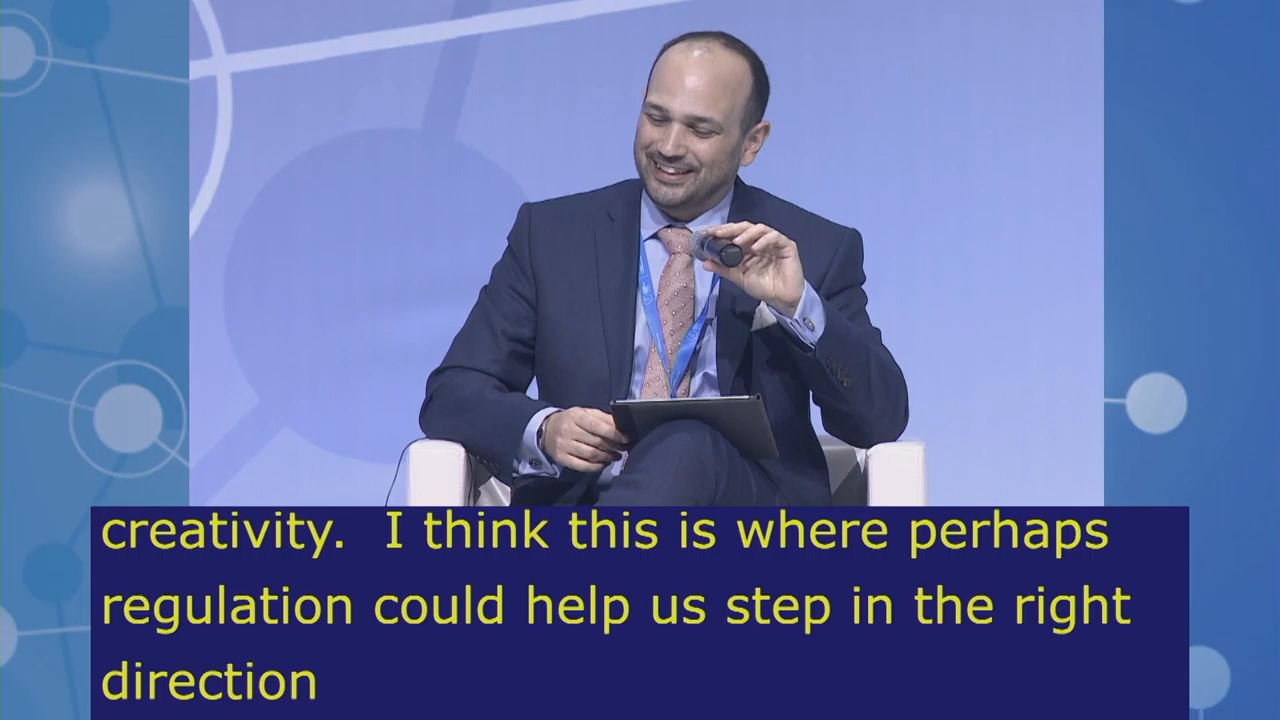 creativity.  I think this is where perhaps
regulation could help us step in the right
direction